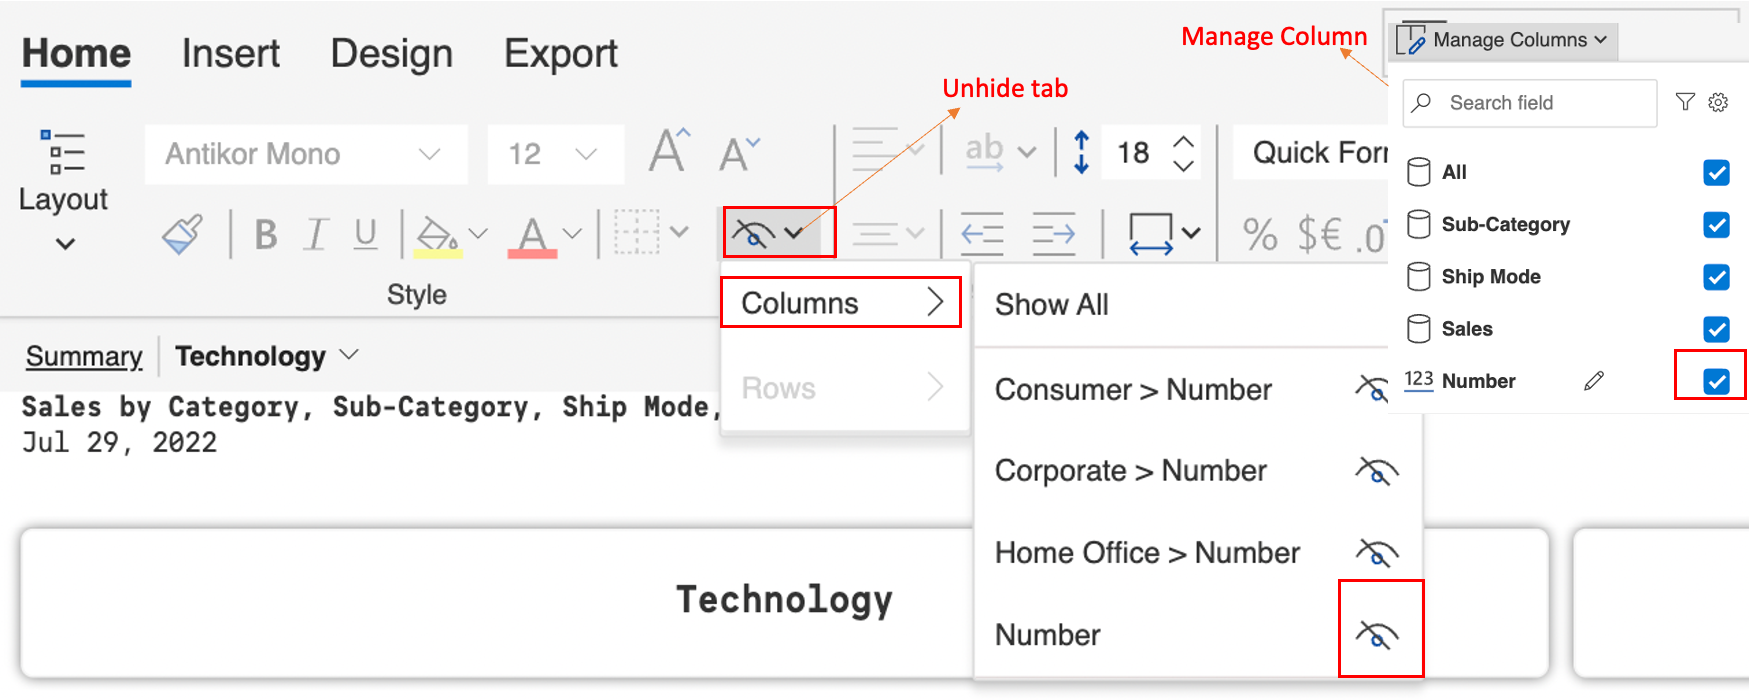 Home Insert Design Export
Unhide tab
Manage Column
Manage Columns
Search field
All
Sub-Category
Ship Mode
Sales
123 Number
Layout
Antikor Mono 12 A A ab 18 Quick Forr
B I U A % $€ .0
Style
Columns
Rows
Show All
Consumer > Number
Corporate > Number
Home Office > Number
Number
Summary Technology
Sales by Category, Sub-Category, Ship Mode,
Jul 29, 2022
Technology